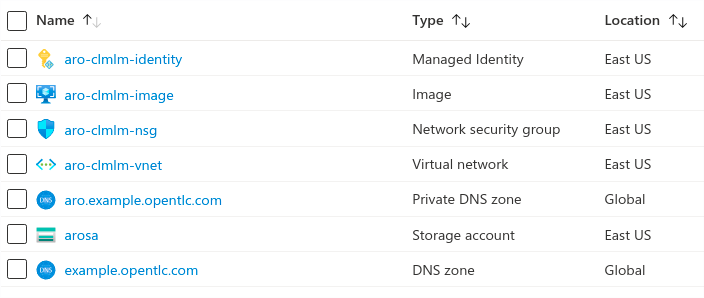 Name Type Location
aro-clmlm-identity Managed Identity East US
aro-clmlm-image Image East US
aro-clmlm-nsg Network security group East US
aro-clmlm-vnet Virtual network East US
DNS aro.example.opentlc.com Private DNS zone Global
arosa Storage account East US
DNS example.opentlc.com DNS zone Global